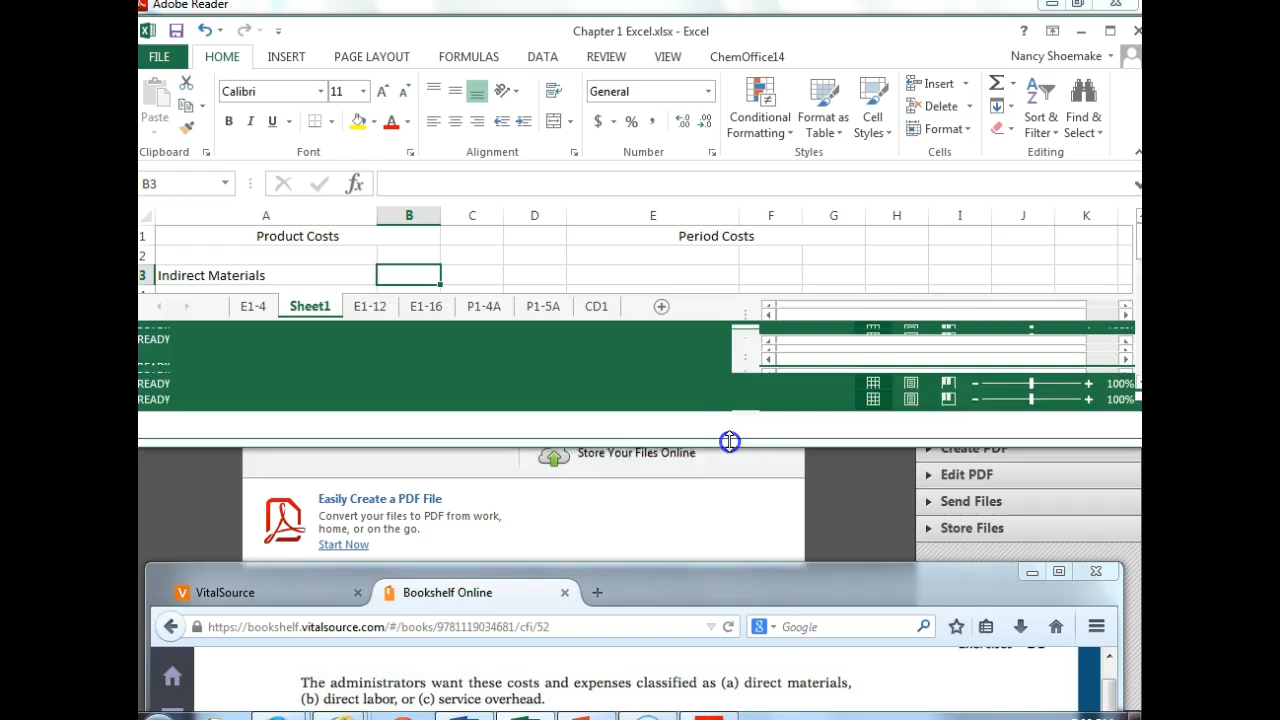 Adobe Reader
Chapter 1 Excel.xlsx - Excel
?
FILE HOME INSERT PAGE LAYOUT FORMULAS DATA REVIEW VIEW ChemOffice14 Nancy Shoemake
Paste
Calibri 11
General
Conditional Formatting
Format as Table
Cell Styles
Insert
Delete
Format
Sort & Filter
Find & Select
B I U
$ % ,
Clipboard Font Alignment Number Styles Cells Editing
B3 fx
A B C D E F G H I J K
1 Product Costs Period Costs
2
3 Indirect Materials
E1-4 Sheet1 E1-12 E1-16 P1-4A P1-5A CD1
READY
READY 100%
READY 100%
Store Your Files Online
Create PDF
Edit PDF
Send Files
Store Files
Easily Create a PDF File
Convert your files to PDF from work,
home, or on the go.
Start Now
VitalSource Bookshelf Online
https://bookshelf.vitalsource.com/#/books/9781119034681/cfi/52 Google
The administrators want these costs and expenses classified as (a) direct materials,
(b) direct labor, or (c) service overhead.